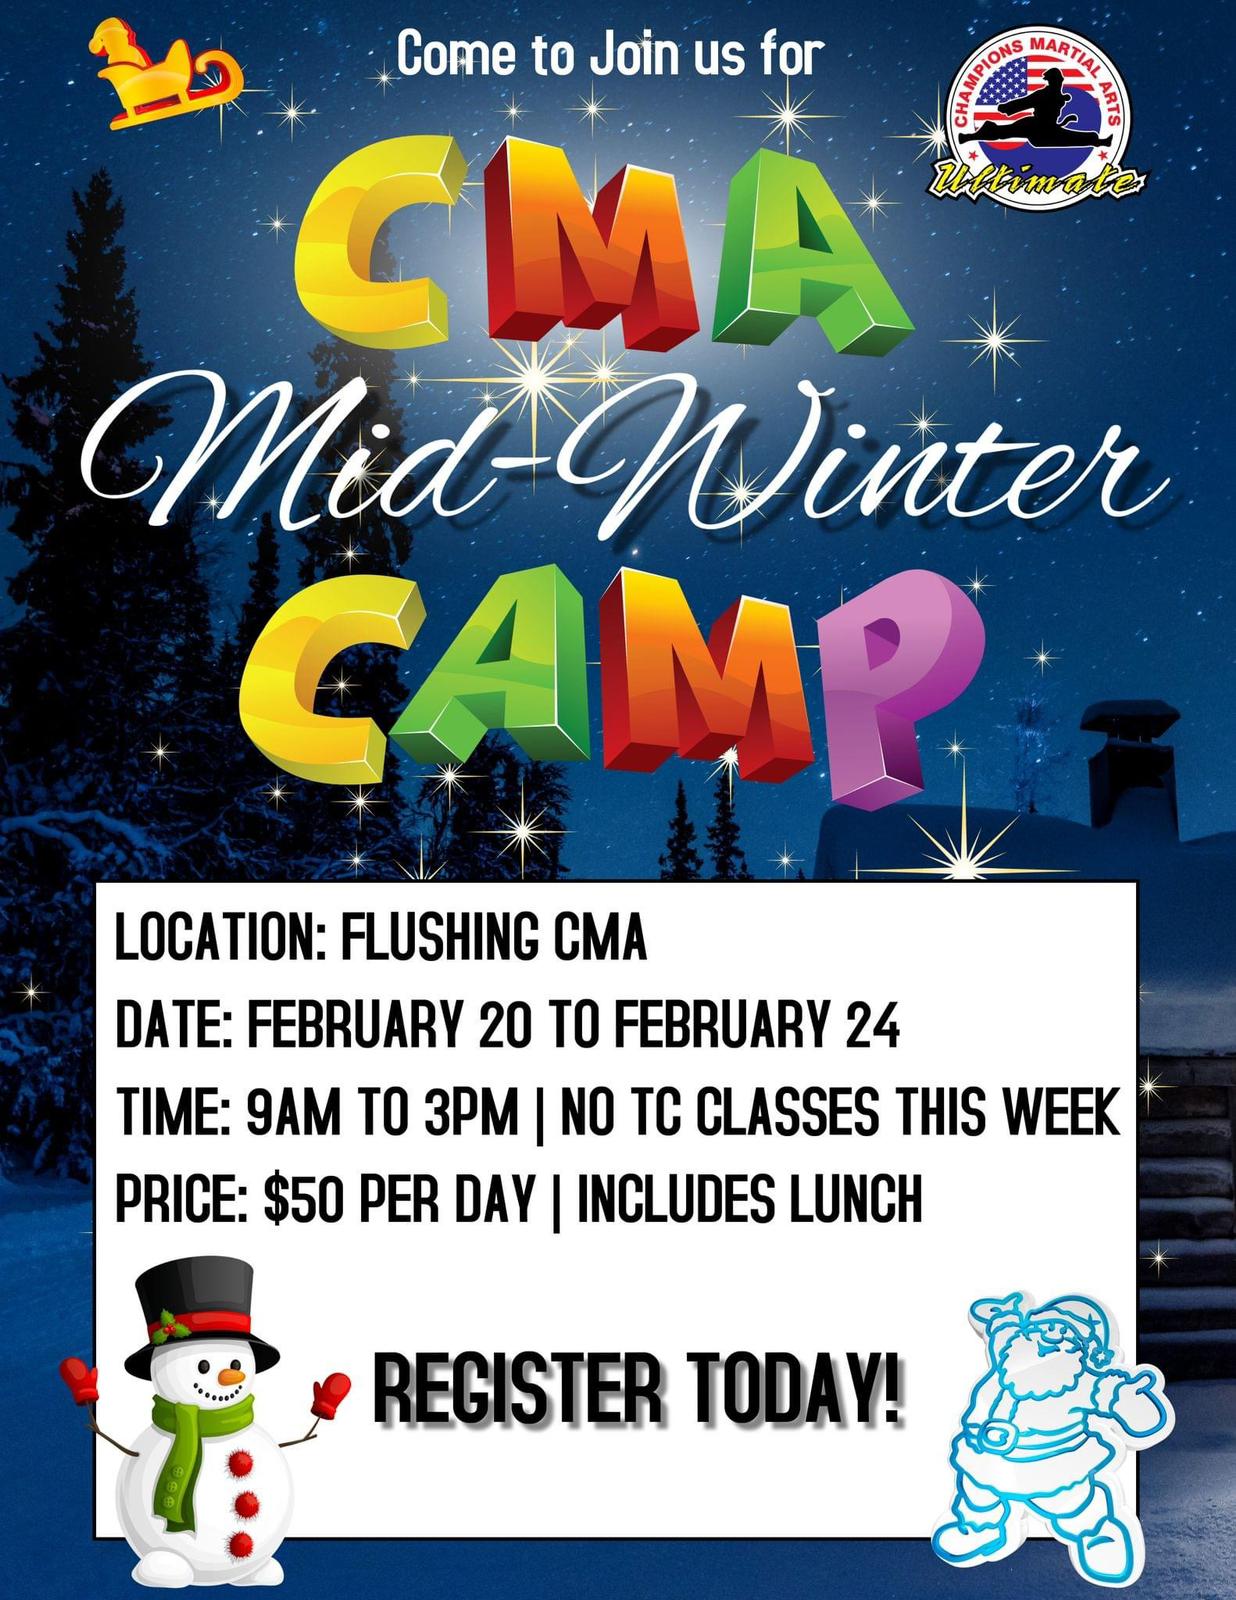 Come to Join us for
CHAMPIONS MARTIAL ARTS
Ultimate
CMA
Mid-Winter
CAMP
LOCATION: FLUSHING CMA
DATE: FEBRUARY 20 TO FEBRUARY 24
TIME: 9AM TO 3PM | NO TC CLASSES THIS WEEK
PRICE: $50 PER DAY | INCLUDES LUNCH
REGISTER TODAY!